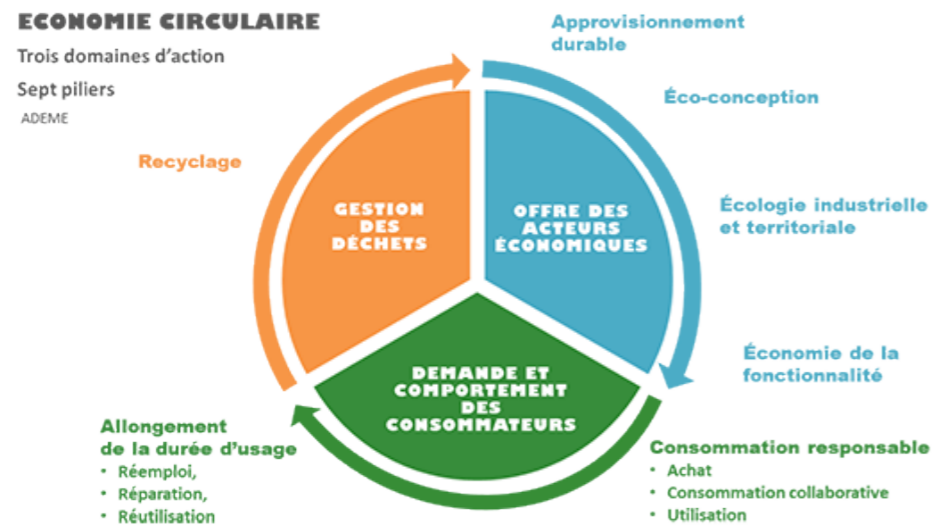 ECONOMIE CIRCULAIRE
Trois domaines d'action
Sept piliers
ADEME
Approvisionnement
durable
Éco-conception
Écologie industrielle
et territoriale
Économie de la
fonctionnalité
Consommation responsable
• Achat
• Consommation collaborative
• Utilisation
Allongement
de la durée d'usage
• Réemploi,
• Réparation,
• Réutilisation
Recyclage
GESTION
DES
DÉCHETS
OFFRE DES
ACTEURS
ÉCONOMIQUES
DEMANDE ET
COMPORTEMENT
DES
CONSOMMATEURS